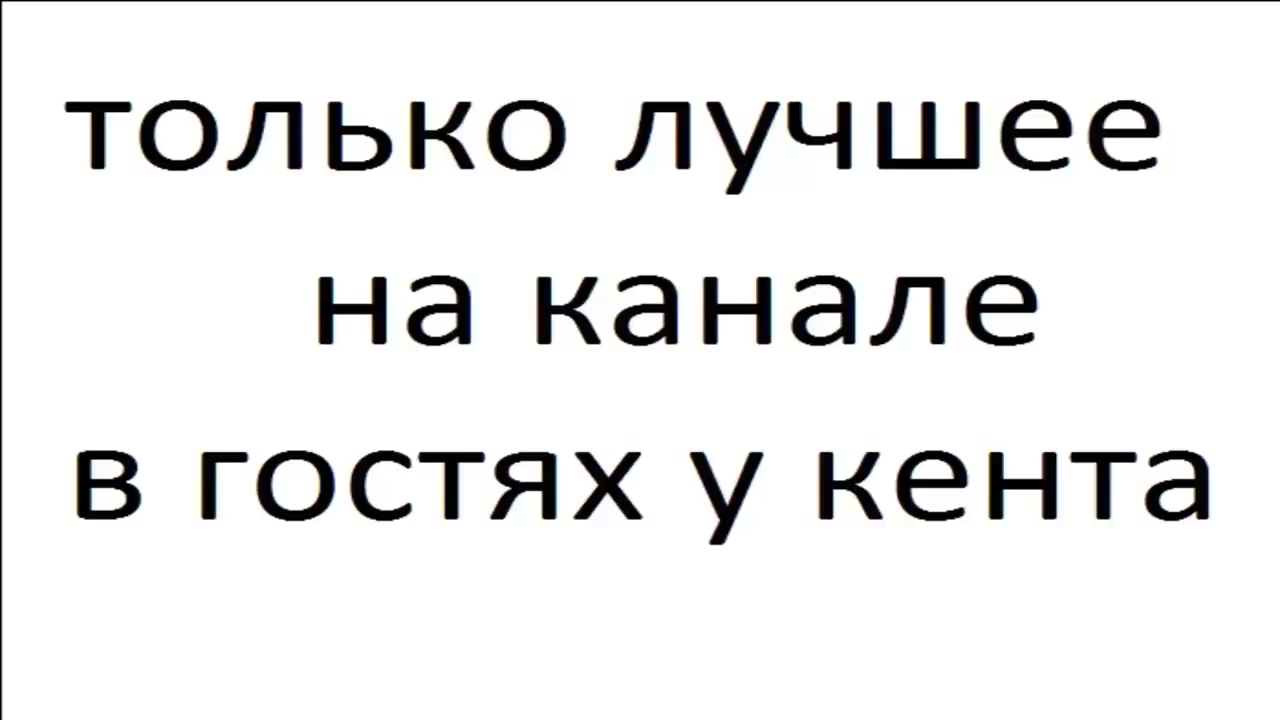 только лучшее
на канале
в гостях у кента